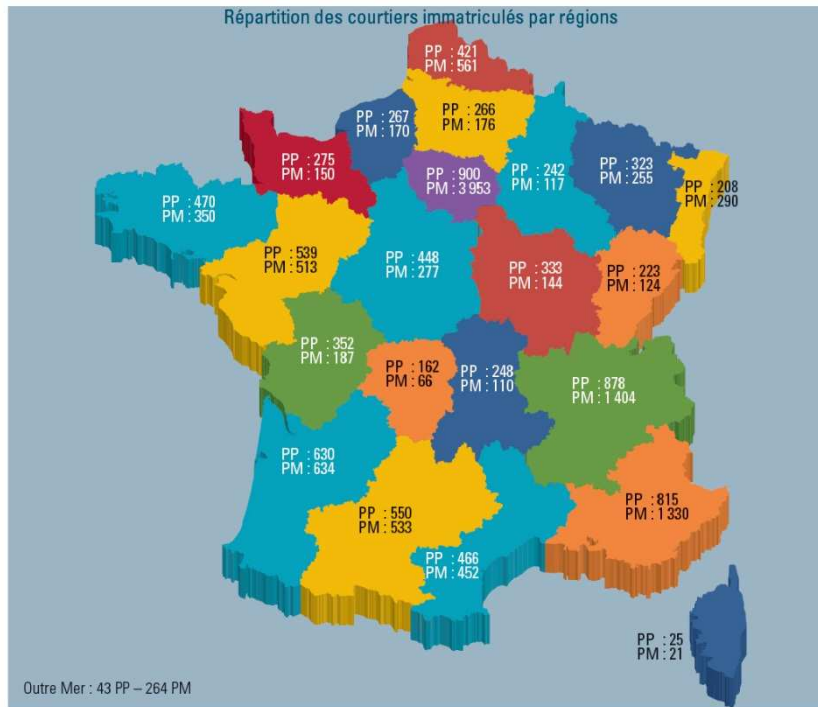 Répartition des courtiers immatriculés par régions
PP : 421
PM : 561
PP : 267
PM : 170
PP : 266
PM : 176
PP : 275
PM : 150
PP : 900
PM : 3 953
PP : 242
PM : 117
PP : 323
PM : 255
PP : 208
PM : 290
PP : 470
PM : 350
PP : 539
PM : 513
PP : 448
PM : 277
PP : 333
PM : 144
PP : 223
PM : 124
PP : 352
PM : 187
PP : 162
PM : 66
PP : 248
PM : 110
PP : 878
PM : 1 404
PP : 630
PM : 634
PP : 550
PM : 533
PP : 466
PM : 452
PP : 815
PM : 1 330
PP : 25
PM : 21
Outre Mer : 43 PP – 264 PM